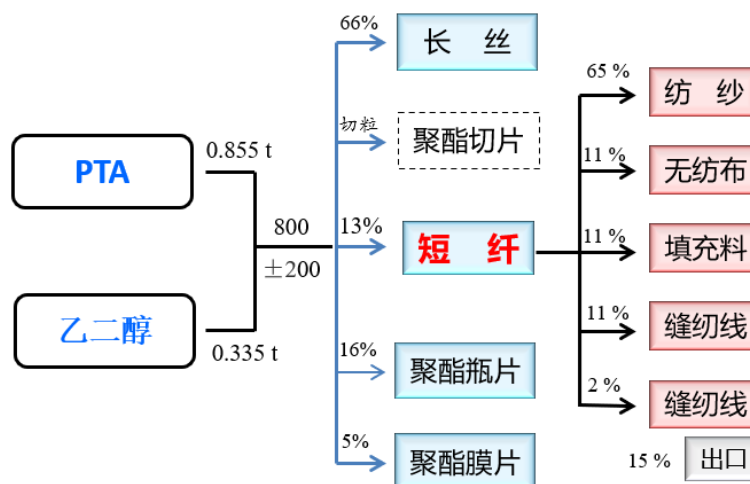 66%
长 丝
65 %
纺 纱
切粒
聚酯切片
PTA
0.855 t
11 %
无纺布
800
±200
13%
短 纤
11 %
填充料
乙二醇
0.335 t
11 %
缝纫线
16%
聚酯瓶片
2 %
缝纫线
5%
聚酯膜片
15 %
出口